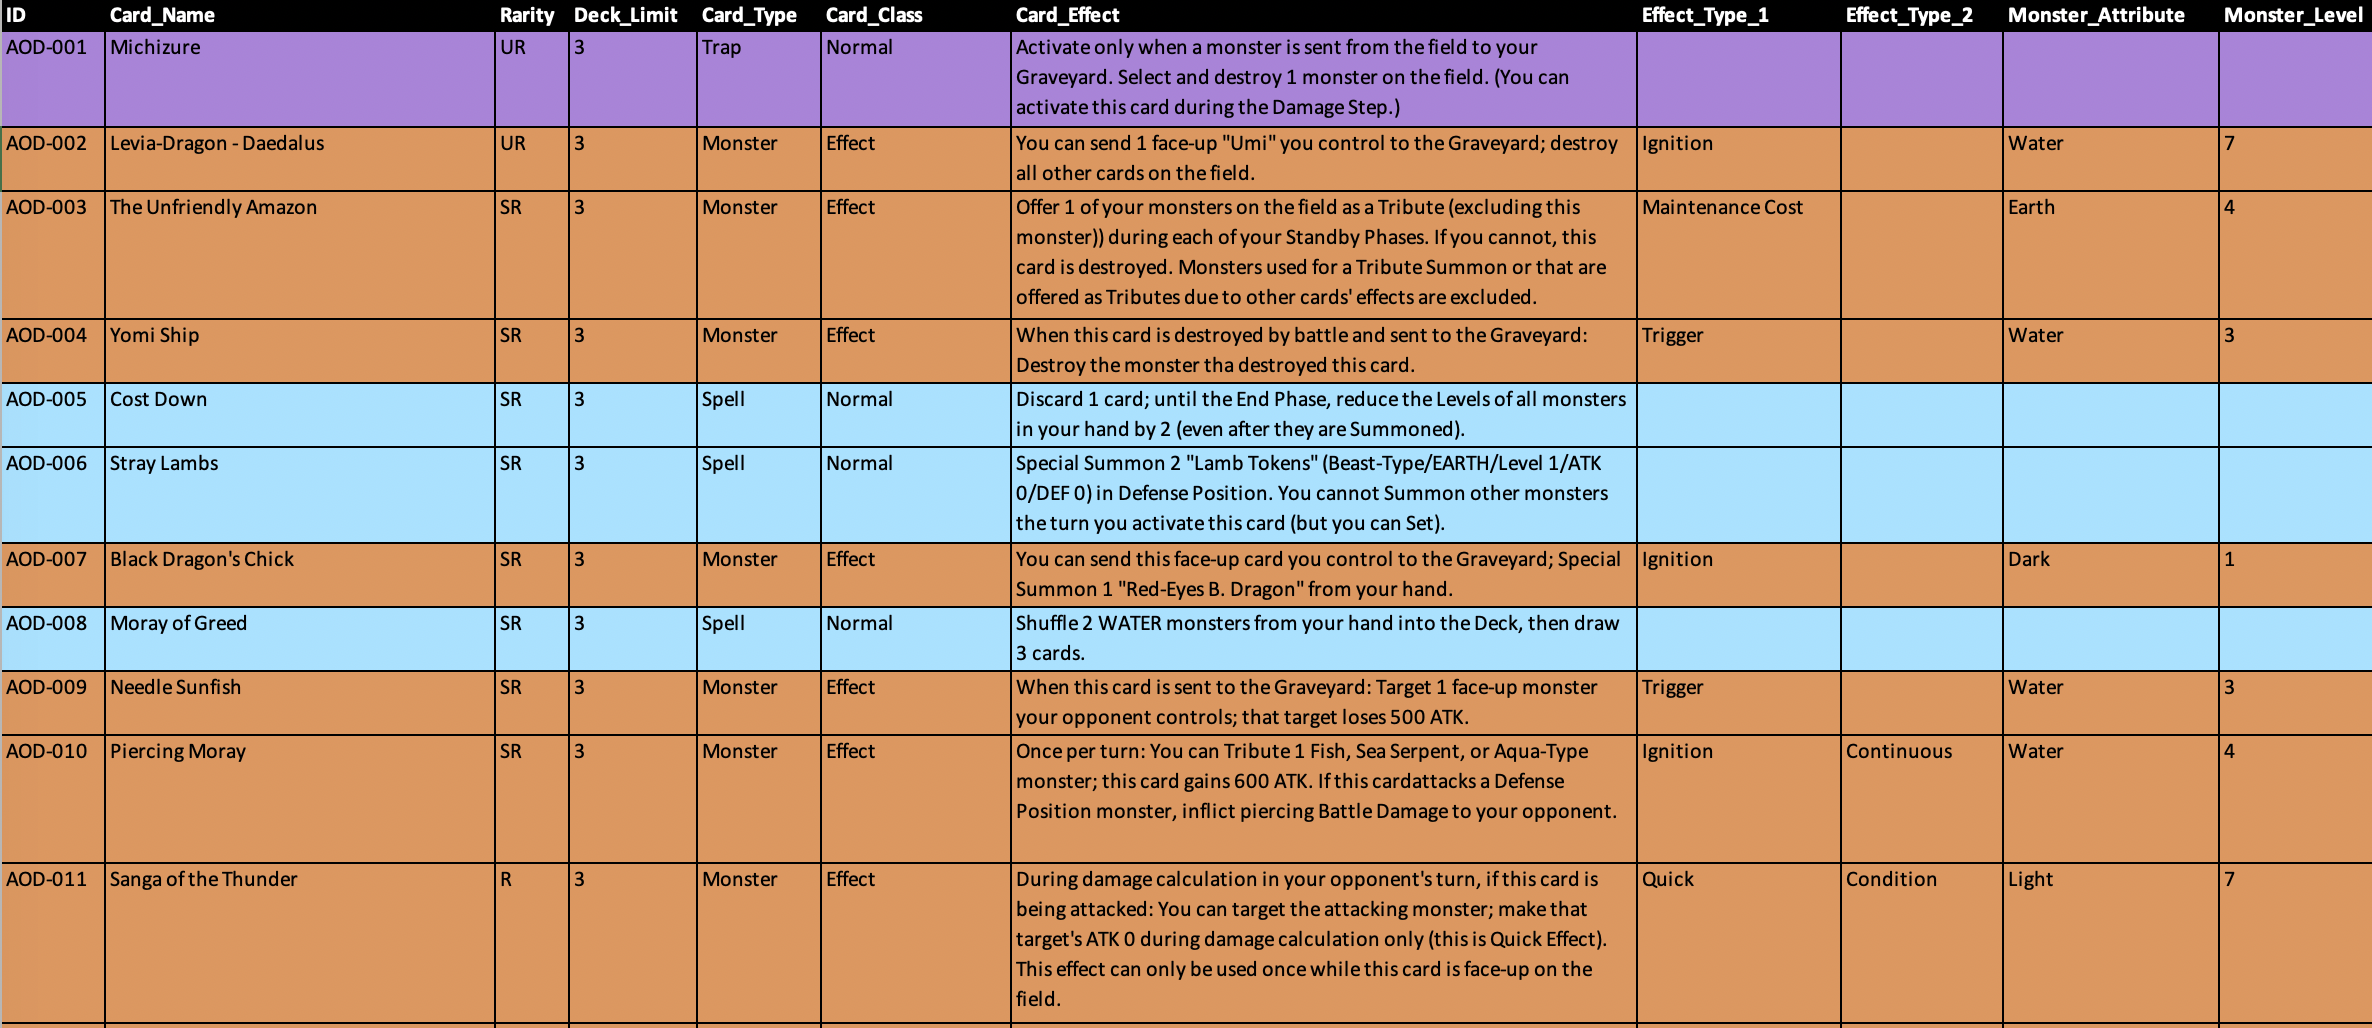 ID Card_Name Rarity Deck_Limit Card_Type Card_Class Card_Effect Effect_Type_1 Effect_Type_2 Monster_Attribute Monster_Level
AOD-001 Michizure UR 3 Trap Normal Activate only when a monster is sent from the field to your
Graveyard. Select and destroy 1 monster on the field. (You can
activate this card during the Damage Step.)
AOD-002 Levia-Dragon - Daedalus UR 3 Monster Effect You can send 1 face-up "Umi" you control to the Graveyard; destroy Ignition Water 7
all other cards on the field.
AOD-003 The Unfriendly Amazon SR 3 Monster Effect Offer 1 of your monsters on the field as a Tribute (excluding this Maintenance Cost Earth 4
monster)) during each of your Standby Phases. If you cannot, this
card is destroyed. Monsters used for a Tribute Summon or that are
offered as Tributes due to other cards' effects are excluded.
AOD-004 Yomi Ship SR 3 Monster Effect When this card is destroyed by battle and sent to the Graveyard: Trigger Water 3
Destroy the monster tha destroyed this card.
AOD-005 Cost Down SR 3 Spell Normal Discard 1 card; until the End Phase, reduce the Levels of all monsters
in your hand by 2 (even after they are Summoned).
AOD-006 Stray Lambs SR 3 Spell Normal Special Summon 2 "Lamb Tokens" (Beast-Type/EARTH/Level 1/ATK
0/DEF 0) in Defense Position. You cannot Summon other monsters
the turn you activate this card (but you can Set).
AOD-007 Black Dragon's Chick SR 3 Monster Effect You can send this face-up card you control to the Graveyard; Special Ignition Dark 1
Summon 1 "Red-Eyes B. Dragon" from your hand.
AOD-008 Moray of Greed SR 3 Spell Normal Shuffle 2 WATER monsters from your hand into the Deck, then draw
3 cards.
AOD-009 Needle Sunfish SR 3 Monster Effect When this card is sent to the Graveyard: Target 1 face-up monster Trigger Water 3
your opponent controls; that target loses 500 ATK.
AOD-010 Piercing Moray SR 3 Monster Effect Once per turn: You can Tribute 1 Fish, Sea Serpent, or Aqua-Type Ignition Continuous Water 4
monster; this card gains 600 ATK. If this cardattacks a Defense
Position monster, inflict piercing Battle Damage to your opponent.
AOD-011 Sanga of the Thunder R 3 Monster Effect During damage calculation in your opponent's turn, if this card is Quick Condition Light 7
being attacked: You can target the attacking monster; make that
target's ATK 0 during damage calculation only (this is Quick Effect).
This effect can only be used once while this card is face-up on the
field.